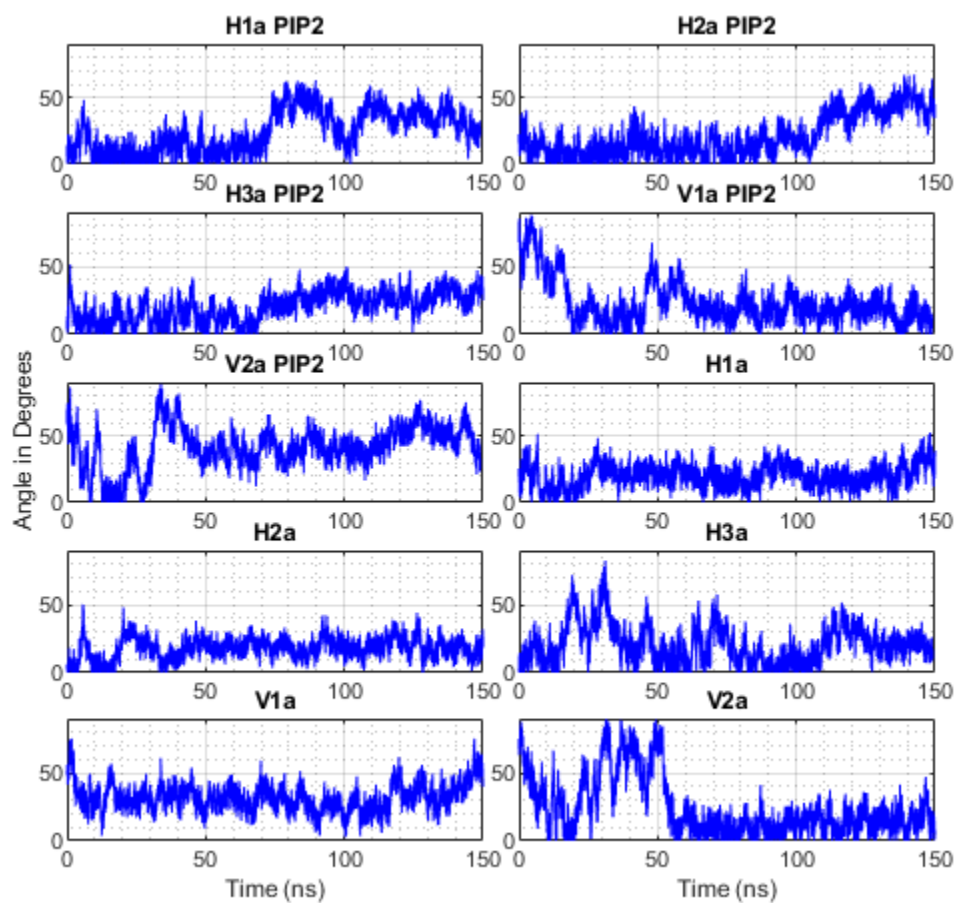 H1a PIP2
50
0
0 50 100 150
H2a PIP2
50
0
0 50 100 150
H3a PIP2
50
0
0 50 100 150
V1a PIP2
50
0
0 50 100 150
Angle in Degrees
V2a PIP2
50
0
0 50 100 150
H1a
50
0
0 50 100 150
H2a
50
0
0 50 100 150
H3a
50
0
0 50 100 150
V1a
50
0
0 50 100 150
Time (ns)
V2a
50
0
0 50 100 150
Time (ns)